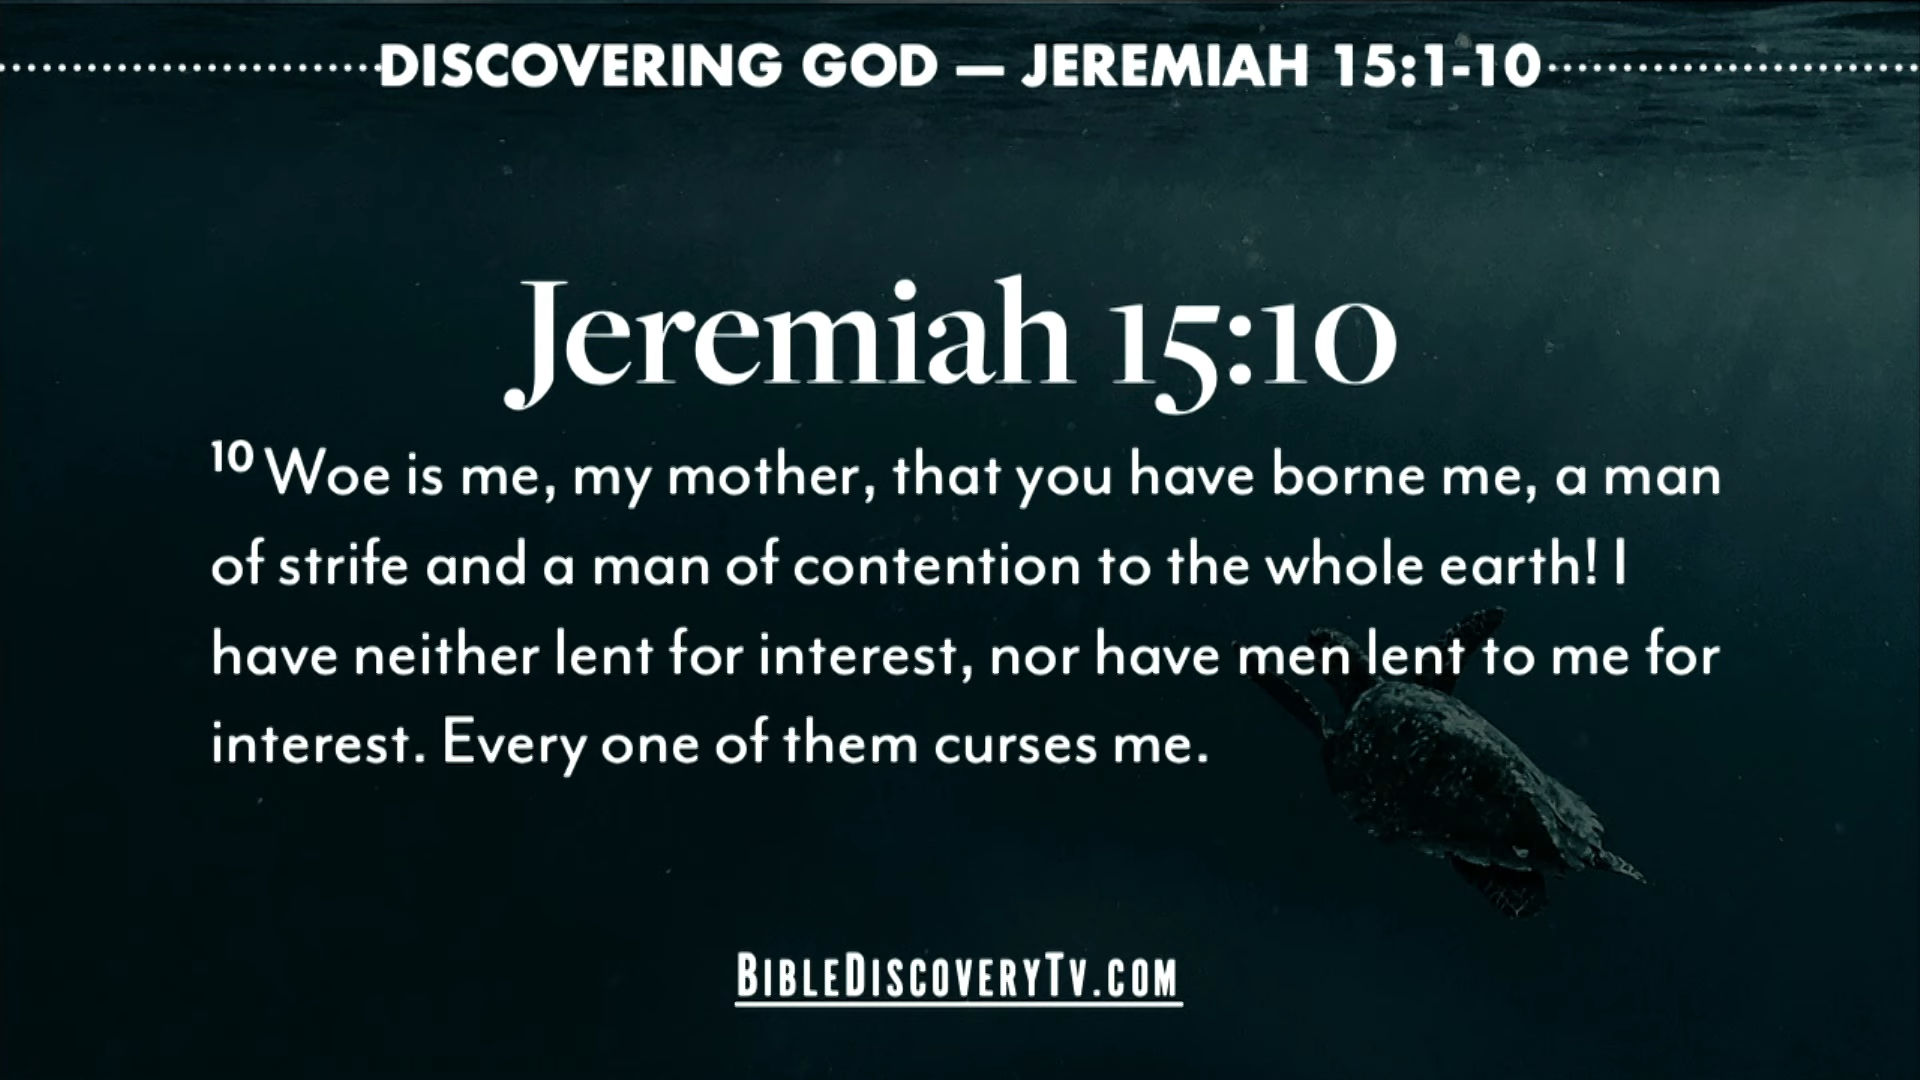 DISCOVERING GOD — JEREMIAH 15:1-10
Jeremiah 15:10
10 Woe is me, my mother, that you have borne me, a man
of strife and a man of contention to the whole earth! I
have neither lent for interest, nor have men lent to me for
interest. Every one of them curses me.
BIBLEDISCOVERYTV.COM